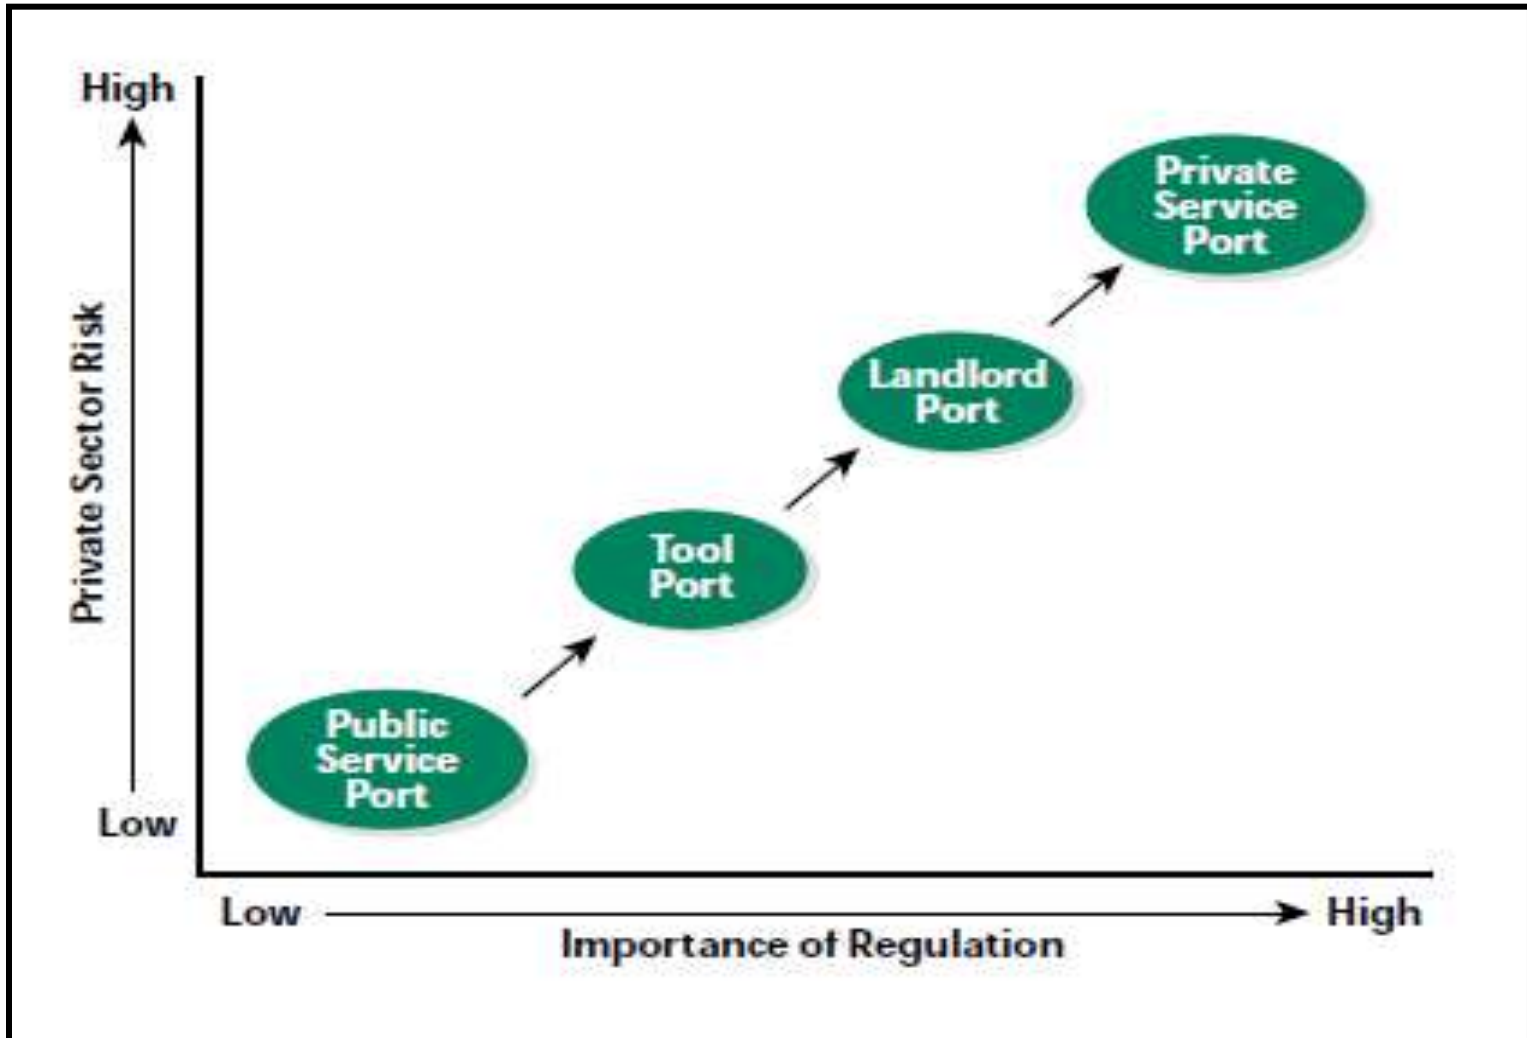 High
Private Sector Risk
Low
Private
Service
Port
Landlord
Port
Tool
Port
Public
Service
Port
Low
High
Importance of Regulation